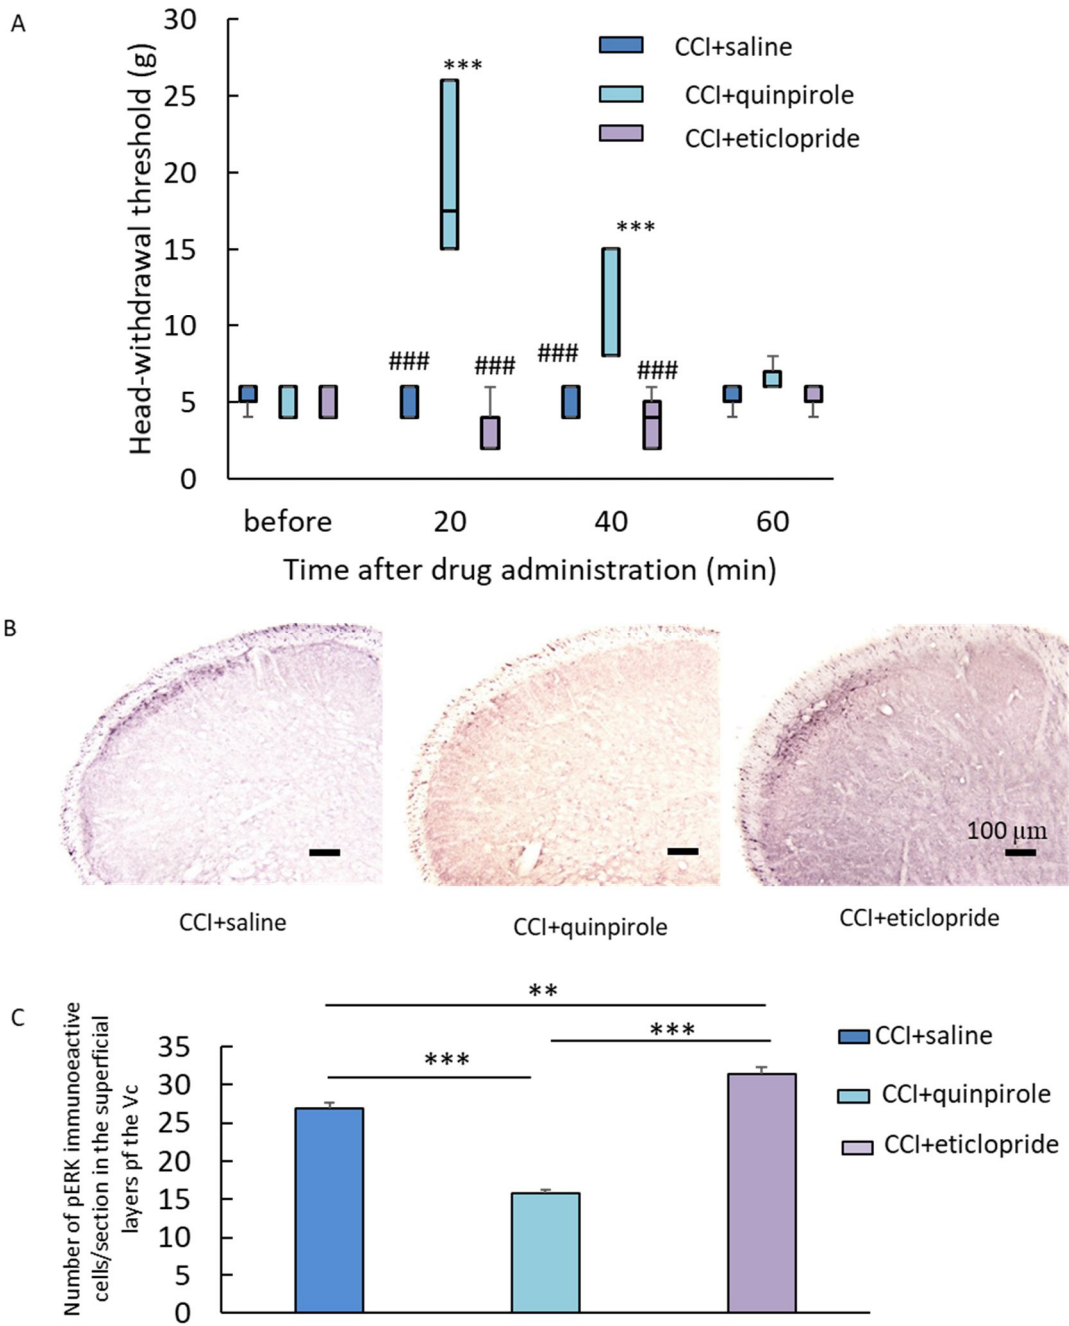 A
30
25
20
15
10
5
0
Head-withdrawal threshold (g)
CCI+saline
CCI+quinpirole
CCI+eticlopride
***
***
###
###
###
###
before 20 40 60
Time after drug administration (min)
B
100 µm
CCI+saline
CCI+quinpirole
CCI+eticlopride
C
**
***
***
35
30
25
20
15
10
5
0
Number of pERK immunoeactive
cells/section in the superficial
layers pf the Vc
CCI+saline
CCI+quinpirole
CCI+eticlopride